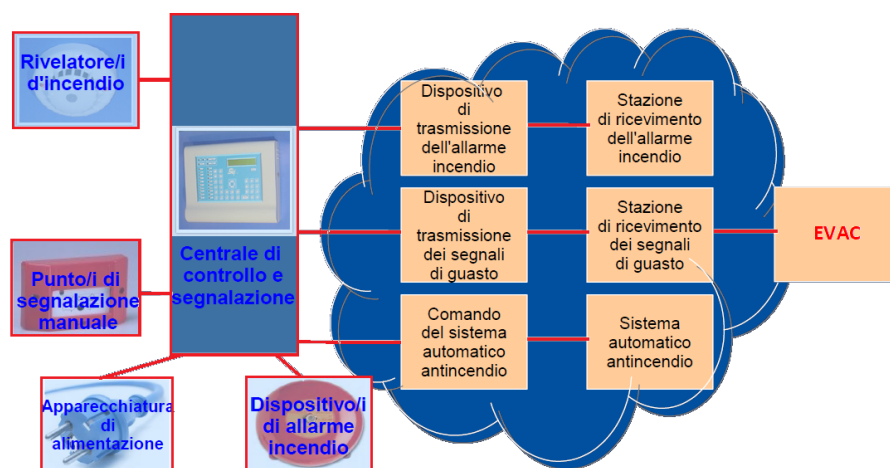 Rivelatore/i
d'incendio
Centrale di
controllo e
segnalazione
Punto/i di
segnalazione
manuale
Apparecchiatura
di
alimentazione
Dispositivo/i
di allarme
incendio
Dispositivo
di
trasmissione
dell'allarme
incendio
Stazione
di ricevimento
dell'allarme
incendio
Dispositivo
di
trasmissione
dei segnali
di guasto
Stazione
di ricevimento
dei segnali
di guasto
EVAC
Comando
del sistema
automatico
antincendio
Sistema
automatico
antincendio